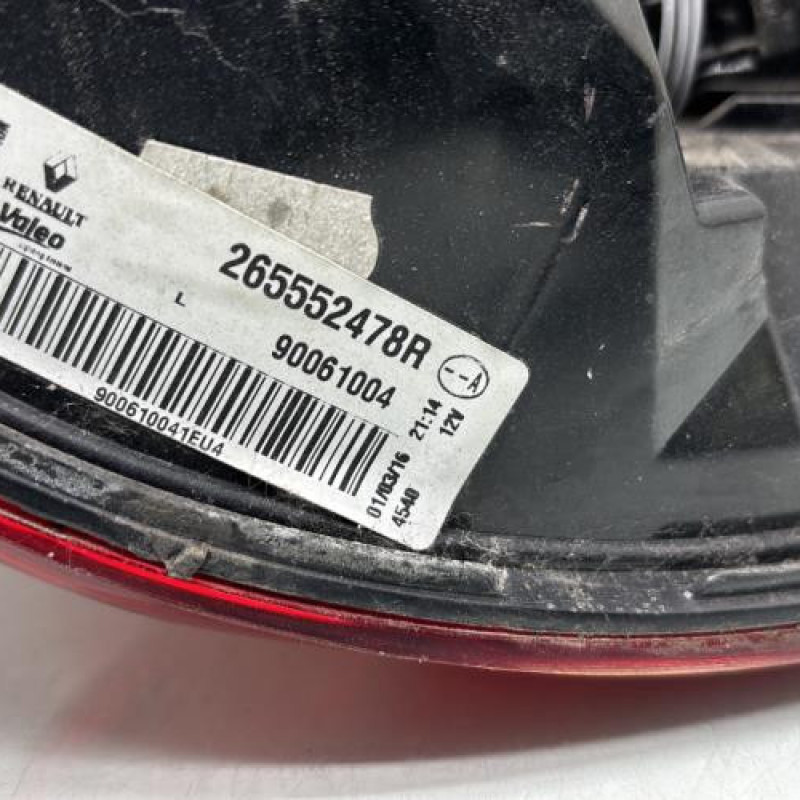 RENAULT
Valeo
265552478R
L
90061004
--A
900610041EU4
01/03/16 21:14
4540 12V